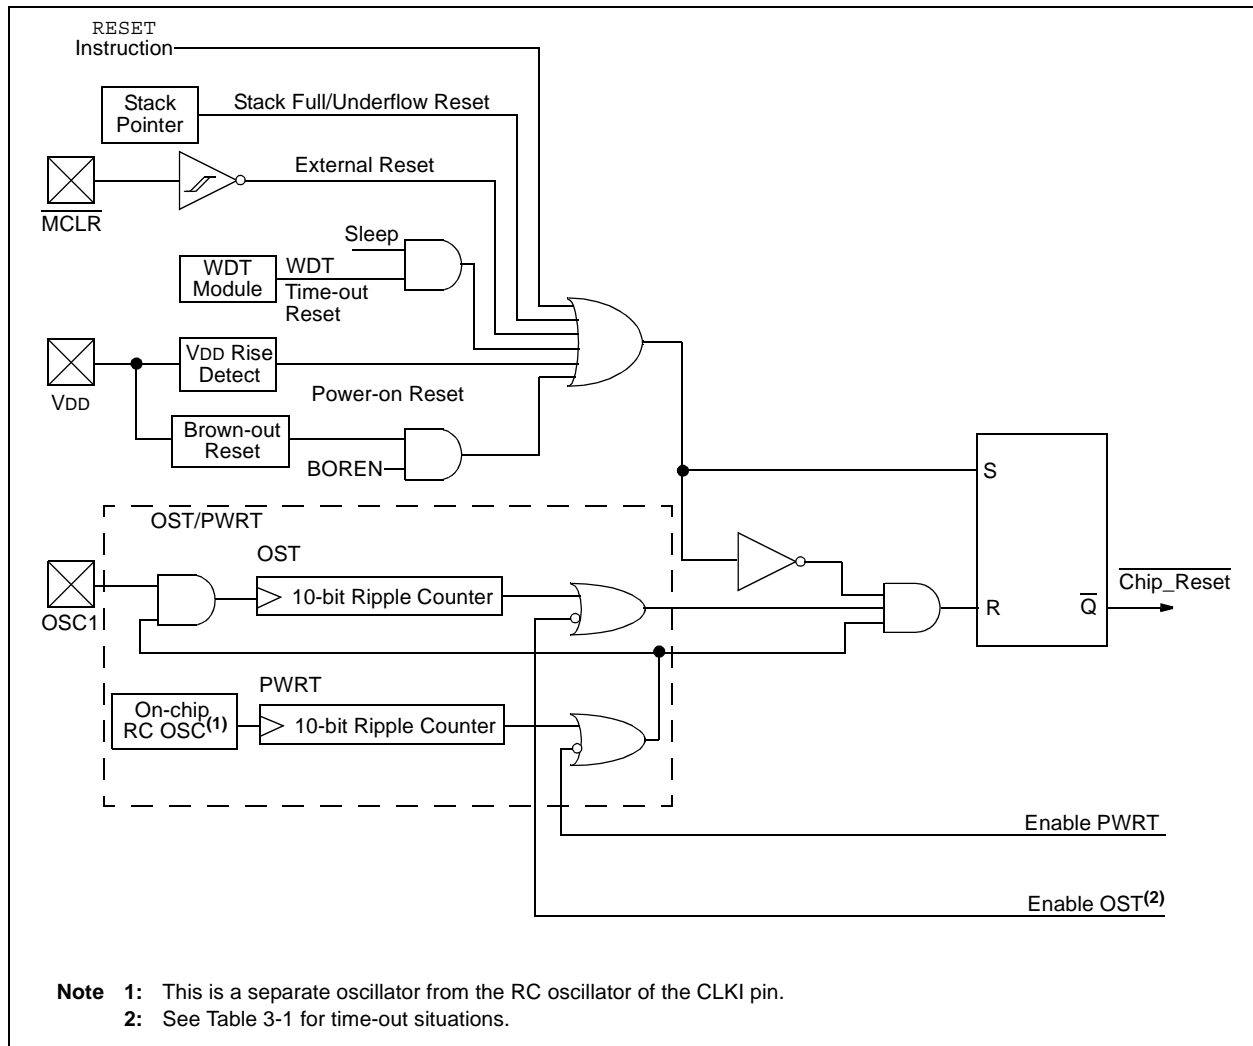 RESET
Instruction
Stack
Pointer
Stack Full/Underflow Reset
External Reset
MCLR
Sleep
WDT
Module
WDT
Time-out
Reset
VDD Rise
Detect
VDD
Power-on Reset
Brown-out
Reset
BOREN
S
OST/PWRT
OST
10-bit Ripple Counter
OSC1
Chip_Reset
R
Q
PWRT
On-chip
RC OSC(1)
10-bit Ripple Counter
Enable PWRT
Enable OST(2)
Note 1: This is a separate oscillator from the RC oscillator of the CLKI pin.
2: See Table 3-1 for time-out situations.